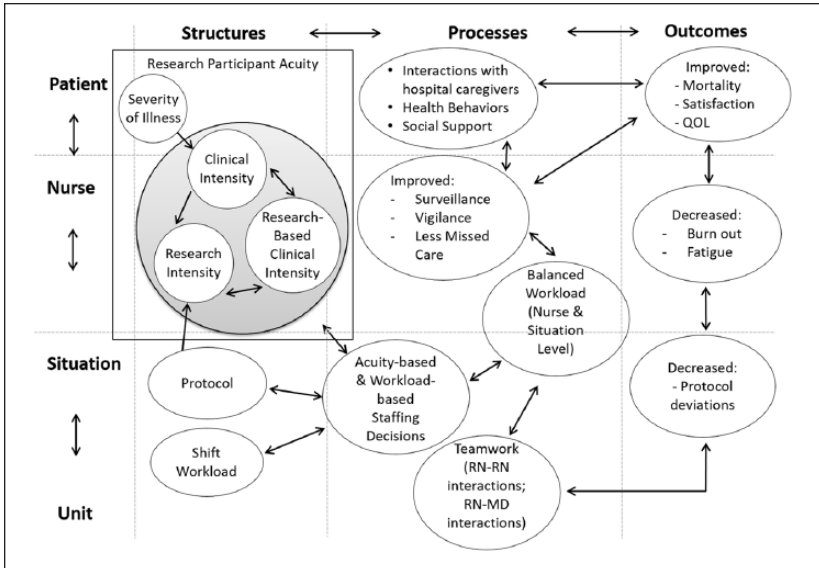 Structures
Processes
Outcomes
Patient
Nurse
Situation
Unit
Research Participant Acuity
Severity
of Illness
Clinical
Intensity
Research
Intensity
Research-
Based Clinical
Intensity
Protocol
Shift
Workload
• Interactions with
hospital caregivers
• Health Behaviors
• Social Support
Improved:
- Surveillance
- Vigilance
- Less Missed
Care
Balanced
Workload
(Nurse &
Situation
Level)
Acuity-based
& Workload-
based
Staffing
Decisions
Teamwork
(RN-RN
interactions;
RN-MD
interactions)
Improved:
- Mortality
- Satisfaction
- QOL
Decreased:
- Burn out
- Fatigue
Decreased:
- Protocol
deviations